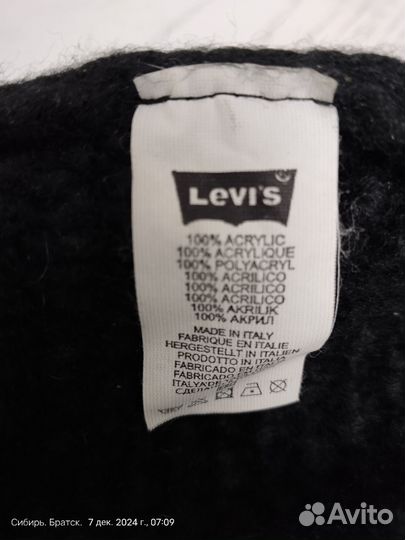 Levi's
100% ACRYLIC
100% ACRYLIQUE
100% POLYACRYL
100% ACRILICO
100% ACRILICO
100% ACRILICO
100% AKRILIK
100% АКРИЛ
MADE IN ITALY
FABRIQUE EN ITALIE
HERGESTELLT IN ITALIEN
PRODOTTO IN ITALIA
FABRICADO EN ITALIA
Сибирь. Братск. 7 дек. 2024 г., 07:09
Avito